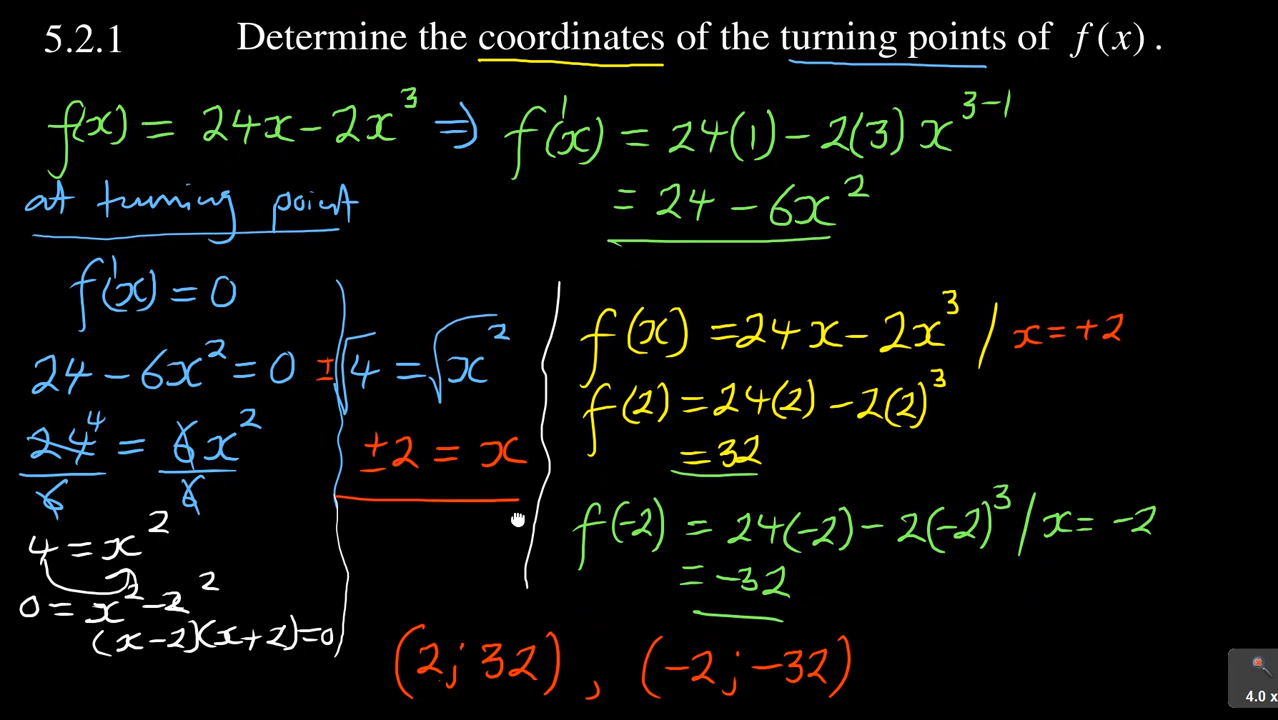 5.2.1 Determine the coordinates of the turning points of f(x).
f(x) = 24x - 2x³ ⇒ f'(x) = 24(1) - 2(3)x³⁻¹
= 24 - 6x²
at turning point
f'(x) = 0
24 - 6x² = 0
24⁴ = 6x²
6 6
4 = x²
0 = x² - 2²
(x-2)(x+2)=0
±√4 = √x²
±2 = x
f(x) = 24x - 2x³ / x = +2
f(2) = 24(2) - 2(2)³
= 32
f(-2) = 24(-2) - 2(-2)³ / x = -2
= -32
(2; 32), (-2; -32)
4.0 x